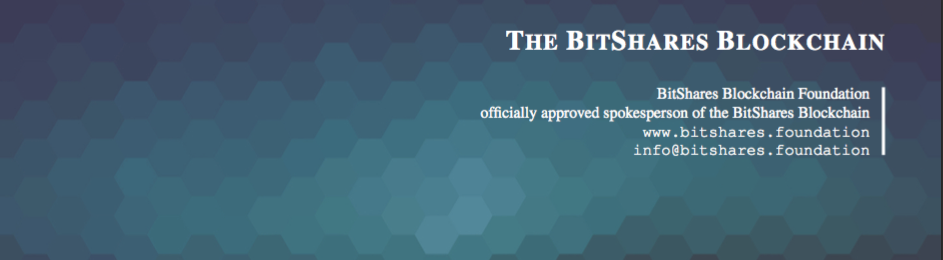 The BitShares Blockchain
BitShares Blockchain Foundation
officially approved spokesperson of the BitShares Blockchain
www.bitshares.foundation
info@bitshares.foundation